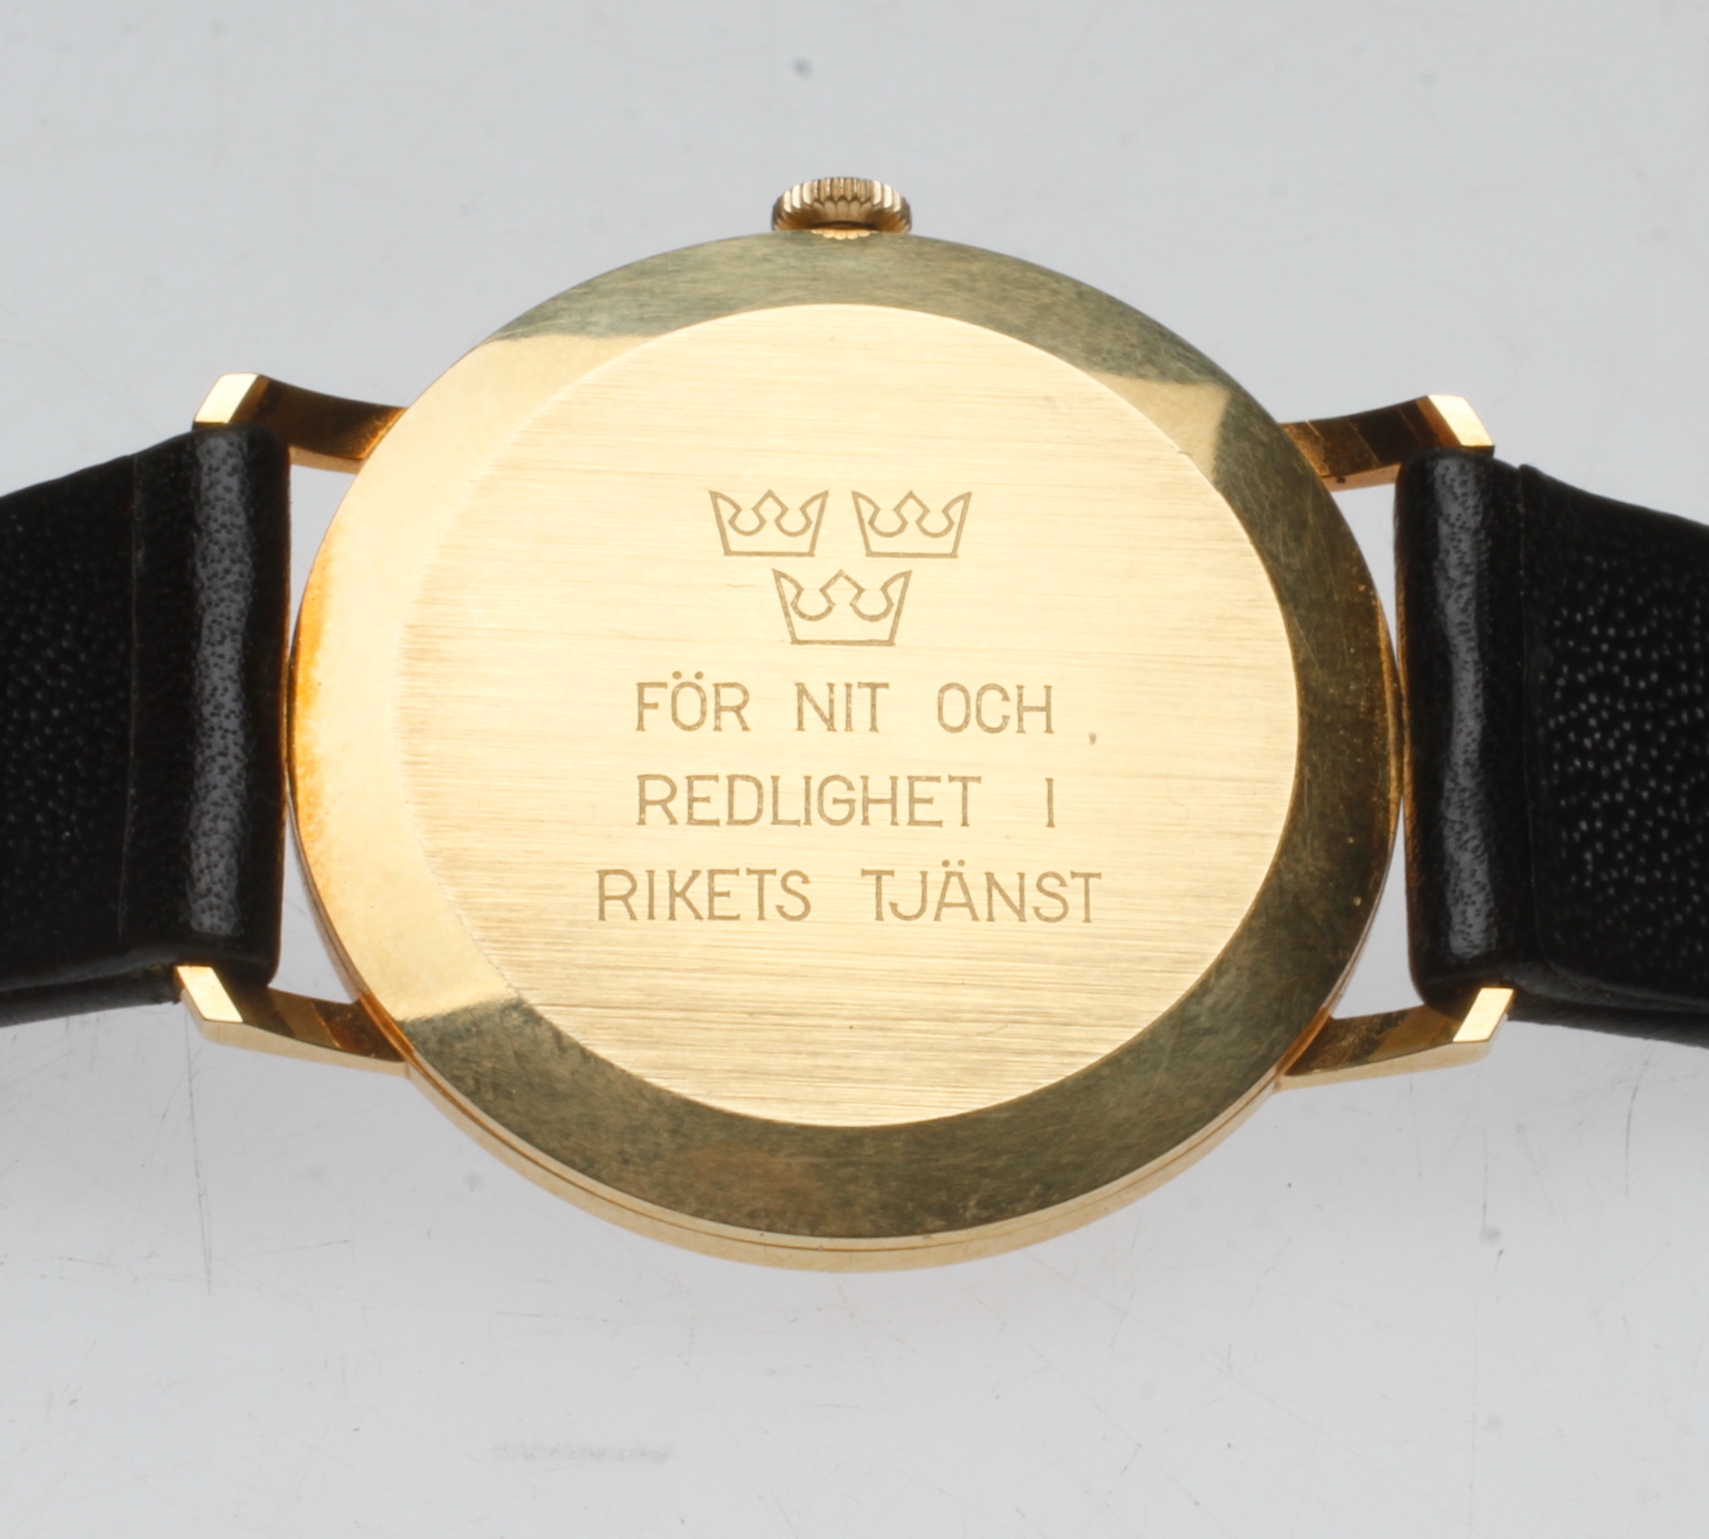 FÖR NIT OCH
REDLIGHET I
RIKETS TJÄNST